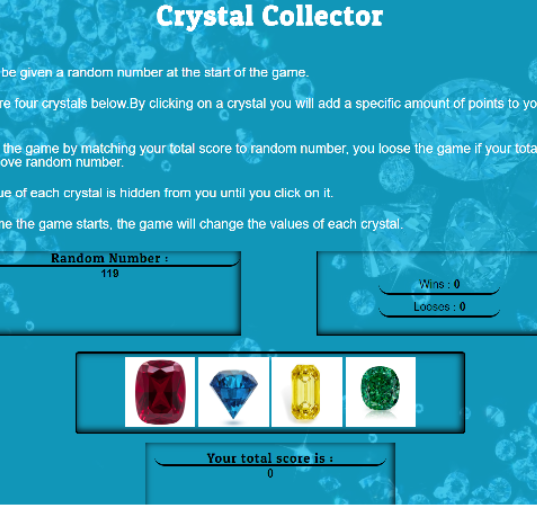 Crystal Collector
be given a random number at the start of the game.
re four crystals below.By clicking on a crystal you will add a specific amount of points to yo
the game by matching your total score to random number, you loose the game if your tota
ove random number.
ue of each crystal is hidden from you until you click on it.
me the game starts, the game will change the values of each crystal.
Random Number :
119
Wins : 0
Looses : 0
Your total score is :
0